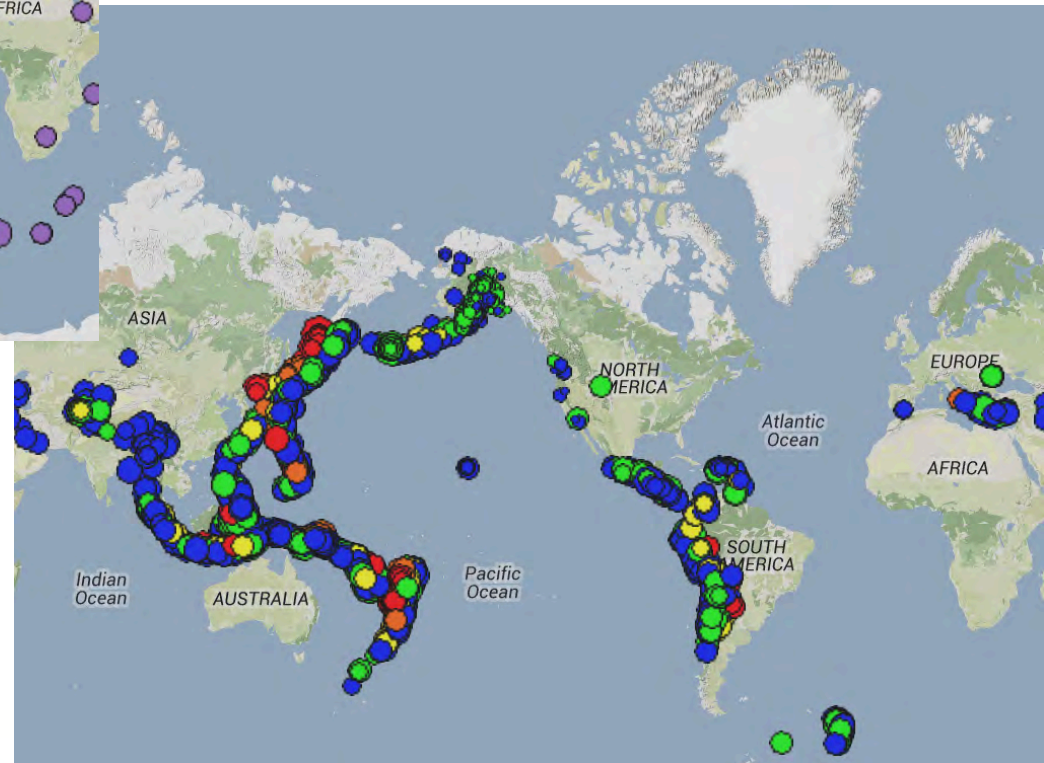 FRICA
ASIA
NORTH
MERICA
EUROPE
Atlantic
Ocean
AFRICA
SOUTH
MERICA
Indian
Ocean
AUSTRALIA
Pacific
Ocean